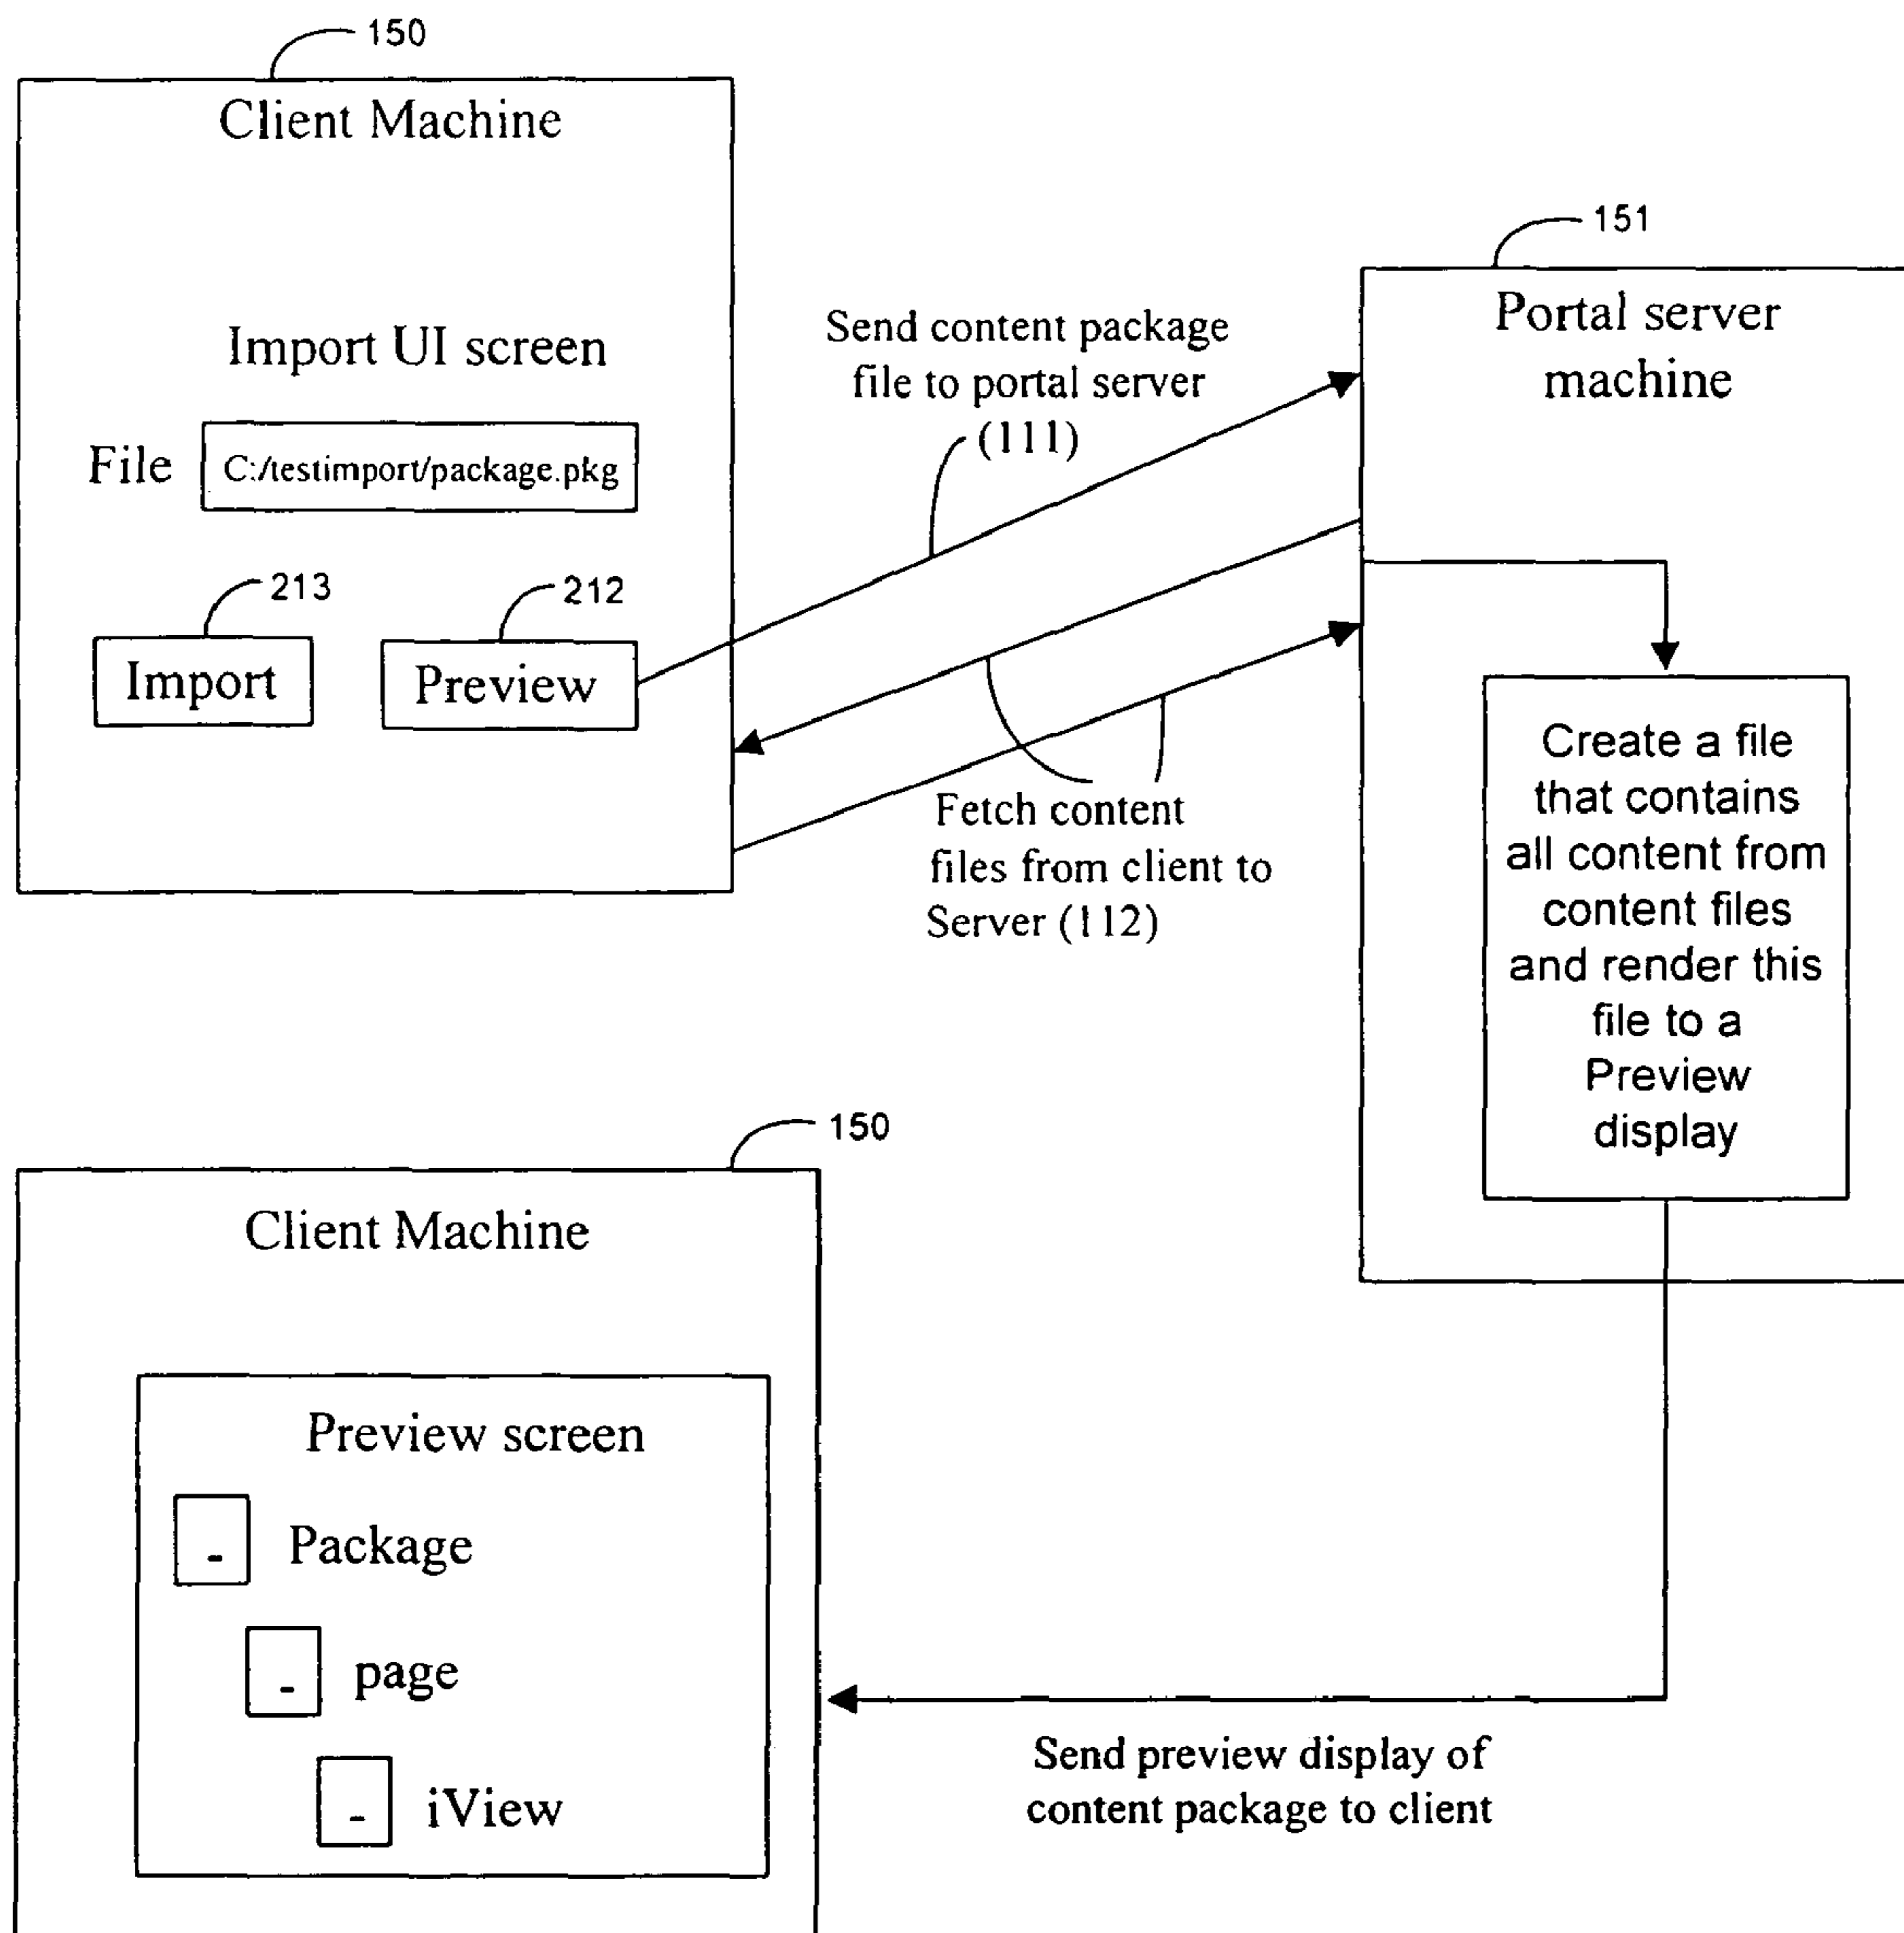 150
Client Machine
Import UI screen
File
C:/testimport/package.pkg
213
212
Import
Preview
Send content package
file to portal server
(111)
Fetch content
files from client to
Server (112)
151
Portal server
machine
Create a file
that contains
all content from
content files
and render this
file to a
Preview
display
150
Client Machine
Preview screen
- Package
- page
- iView
Send preview display of
content package to client